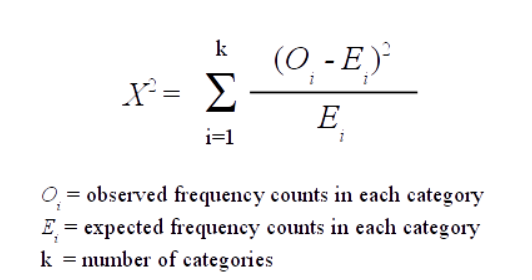 k
X² = Σ (Oᵢ - Eᵢ)² / Eᵢ
i=1
Oᵢ = observed frequency counts in each category
Eᵢ = expected frequency counts in each category
k = number of categories